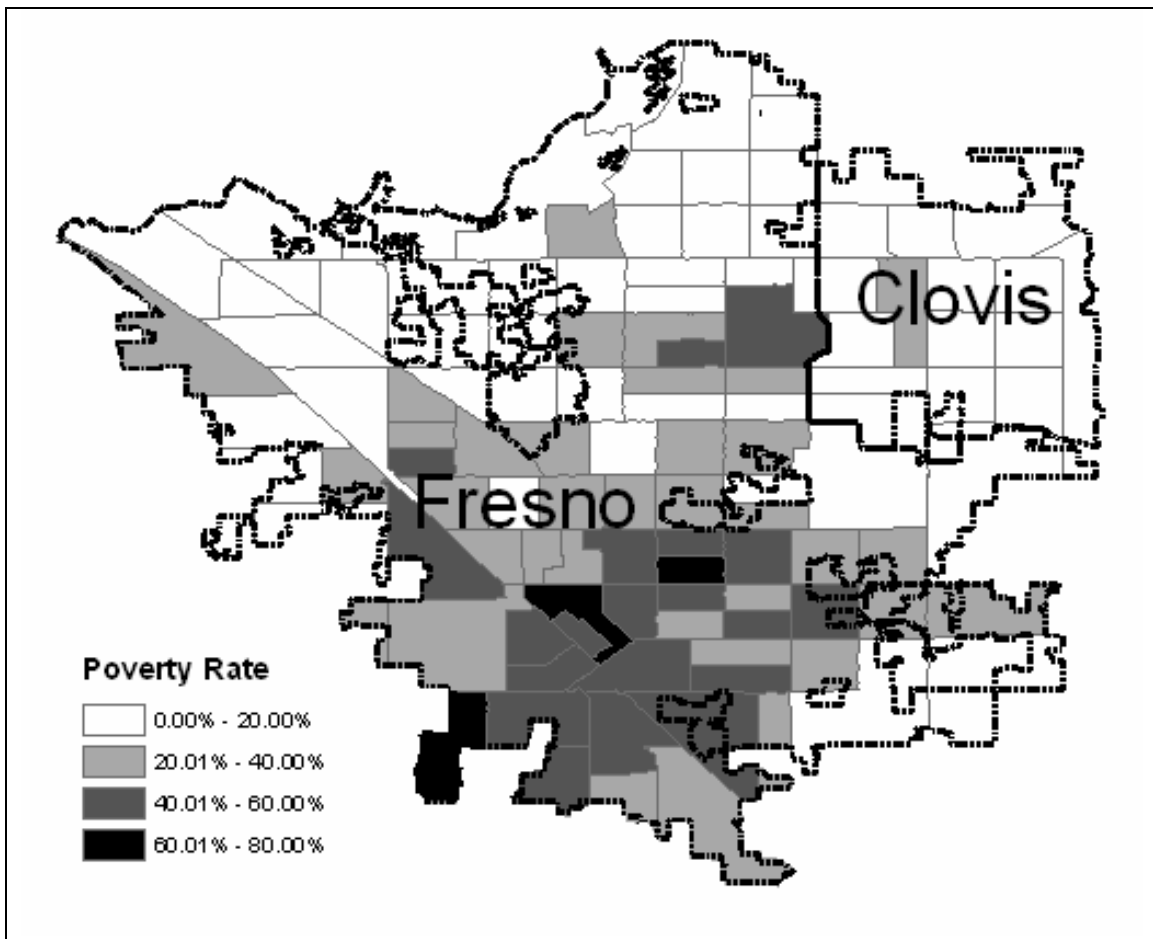 Clovis
Fresno
Poverty Rate
0.00% - 20.00%
20.01% - 40.00%
40.01% - 60.00%
60.01% - 80.00%